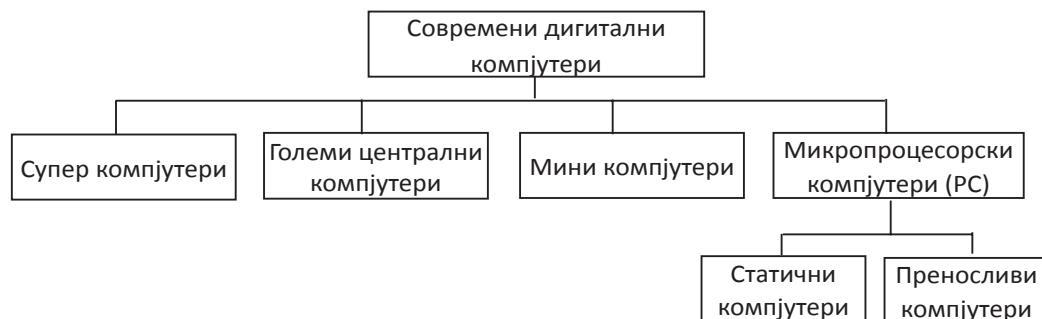 Современи дигитални
компјутери
Супер компјутери
Големи централни
компјутери
Мини компјутери
Микропроцесорски
компјутери (PC)
Статични
компјутери
Преносливи
компјутери